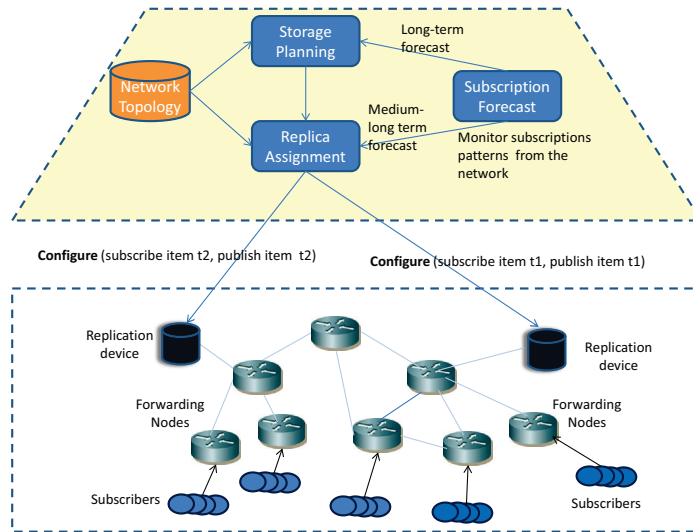 Storage
Planning
Long-term
forecast
Network
Topology
Subscription
Forecast
Medium-
long term
forecast
Replica
Assignment
Monitor subscriptions
patterns from the
network
Configure (subscribe item t2, publish item t2)
Configure (subscribe item t1, publish item t1)
Replication
device
Replication
device
Forwarding
Nodes
Forwarding
Nodes
Subscribers
Subscribers